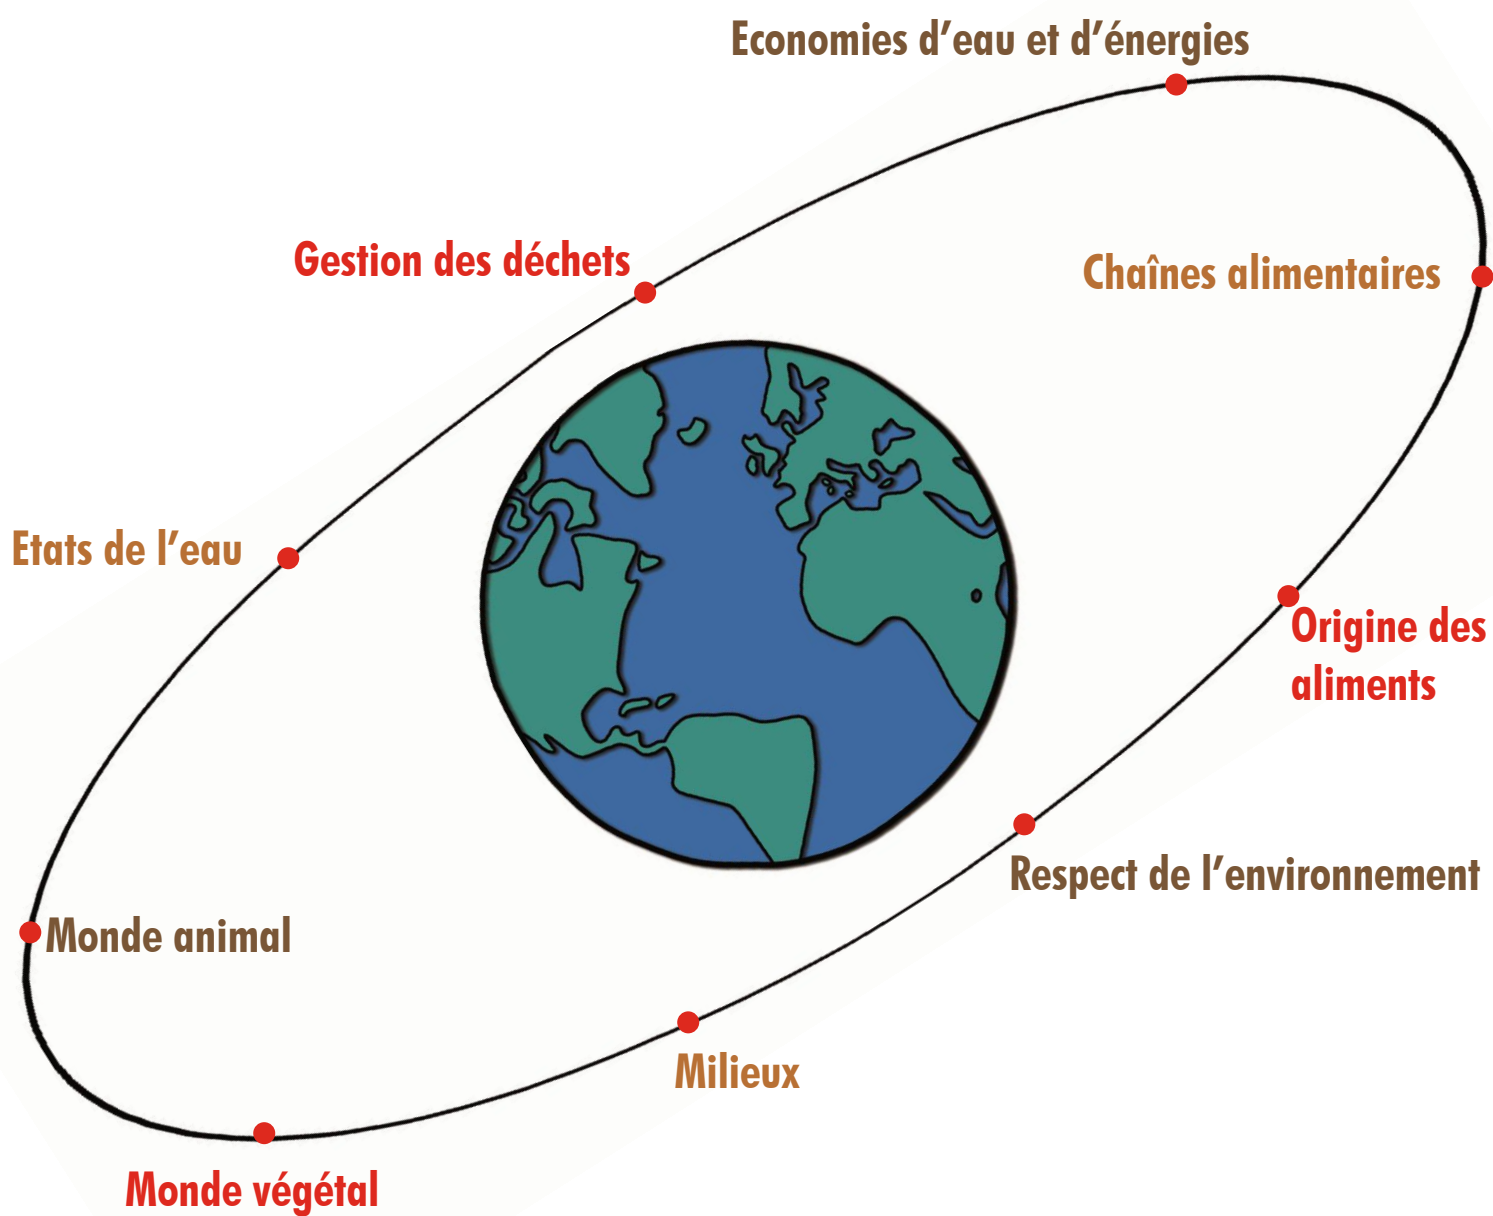 Economies d’eau et d’énergies
Gestion des déchets
Chaînes alimentaires
Etats de l’eau
Origine des
aliments
Respect de l’environnement
Monde animal
Milieux
Monde végétal